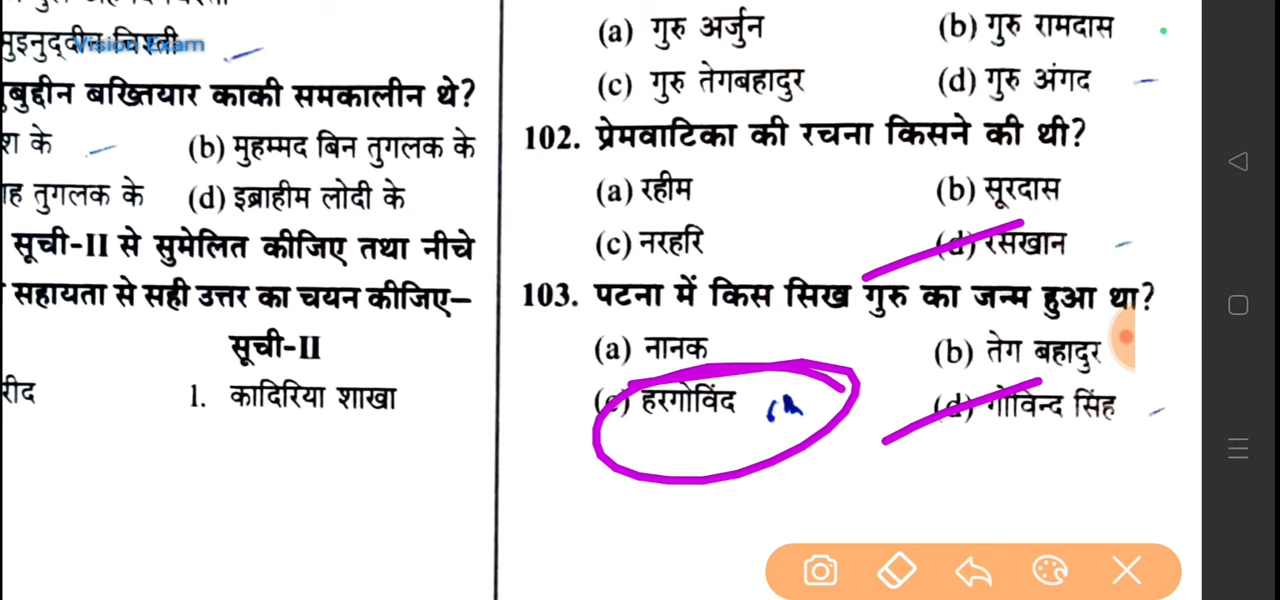 मुइनुद्दीन चिश्ती
Vision Exam
बुद्दीन बख्तियार काकी समकालीन थे?
श के (b) मुहम्मद बिन तुगलक के
ाह तुगलक के (d) इब्राहीम लोदी के
सूची-II से सुमेलित कीजिए तथा नीचे
सहायता से सही उत्तर का चयन कीजिए–
सूची-II
रीद 1. कादिरिया शाखा
(a) गुरु अर्जुन (b) गुरु रामदास
(c) गुरु तेगबहादुर (d) गुरु अंगद
102. प्रेमवाटिका की रचना किसने की थी?
(a) रहीम (b) सूरदास
(c) नरहरि (d) रसखान
103. पटना में किस सिख गुरु का जन्म हुआ था?
(a) नानक (b) तेग बहादुर
(c) हरगोविंद (d) गोविन्द सिंह